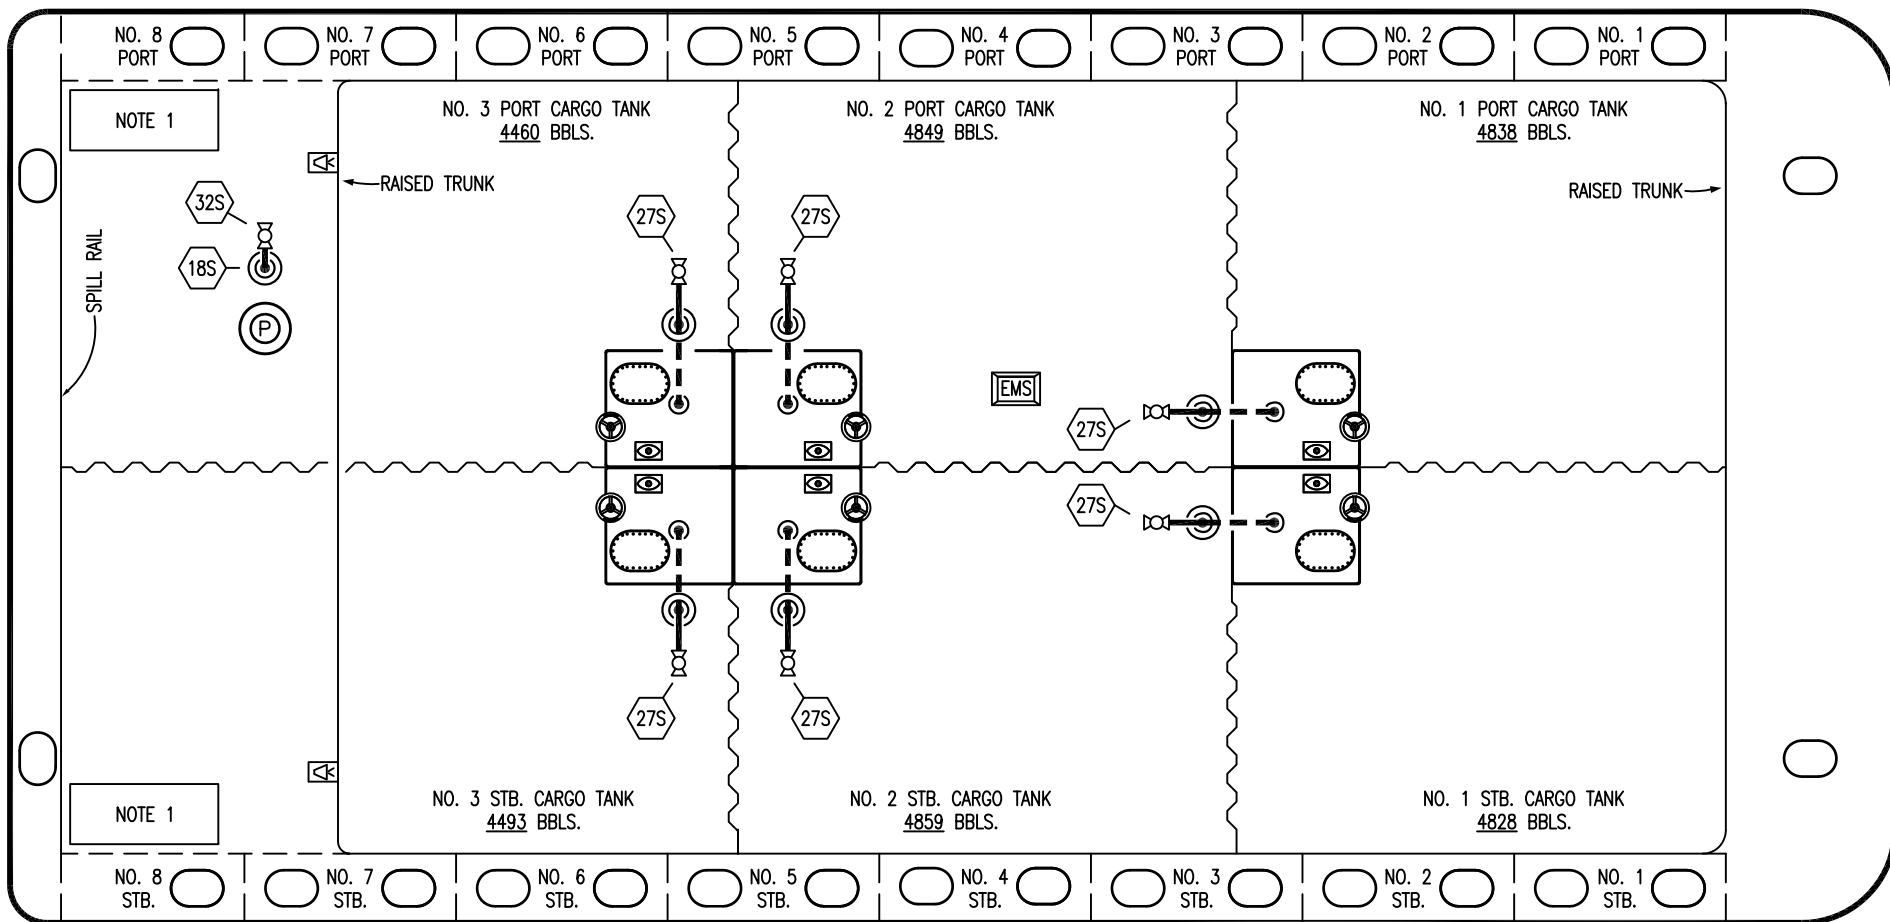 NO. 8
PORT
NO. 7
PORT
NO. 6
PORT
NO. 5
PORT
NO. 4
PORT
NO. 3
PORT
NO. 2
PORT
NO. 1
PORT
NOTE 1
NO. 3 PORT CARGO TANK
4460 BBLS.
NO. 2 PORT CARGO TANK
4849 BBLS.
NO. 1 PORT CARGO TANK
4838 BBLS.
RAISED TRUNK
RAISED TRUNK
32S
27S
27S
18S
SPILL RAIL
P
EMS
27S
27S
27S
27S
NO. 3 STB. CARGO TANK
4493 BBLS.
NO. 2 STB. CARGO TANK
4859 BBLS.
NO. 1 STB. CARGO TANK
4828 BBLS.
NOTE 1
NO. 8
STB.
NO. 7
STB.
NO. 6
STB.
NO. 5
STB.
NO. 4
STB.
NO. 3
STB.
NO. 2
STB.
NO. 1
STB.